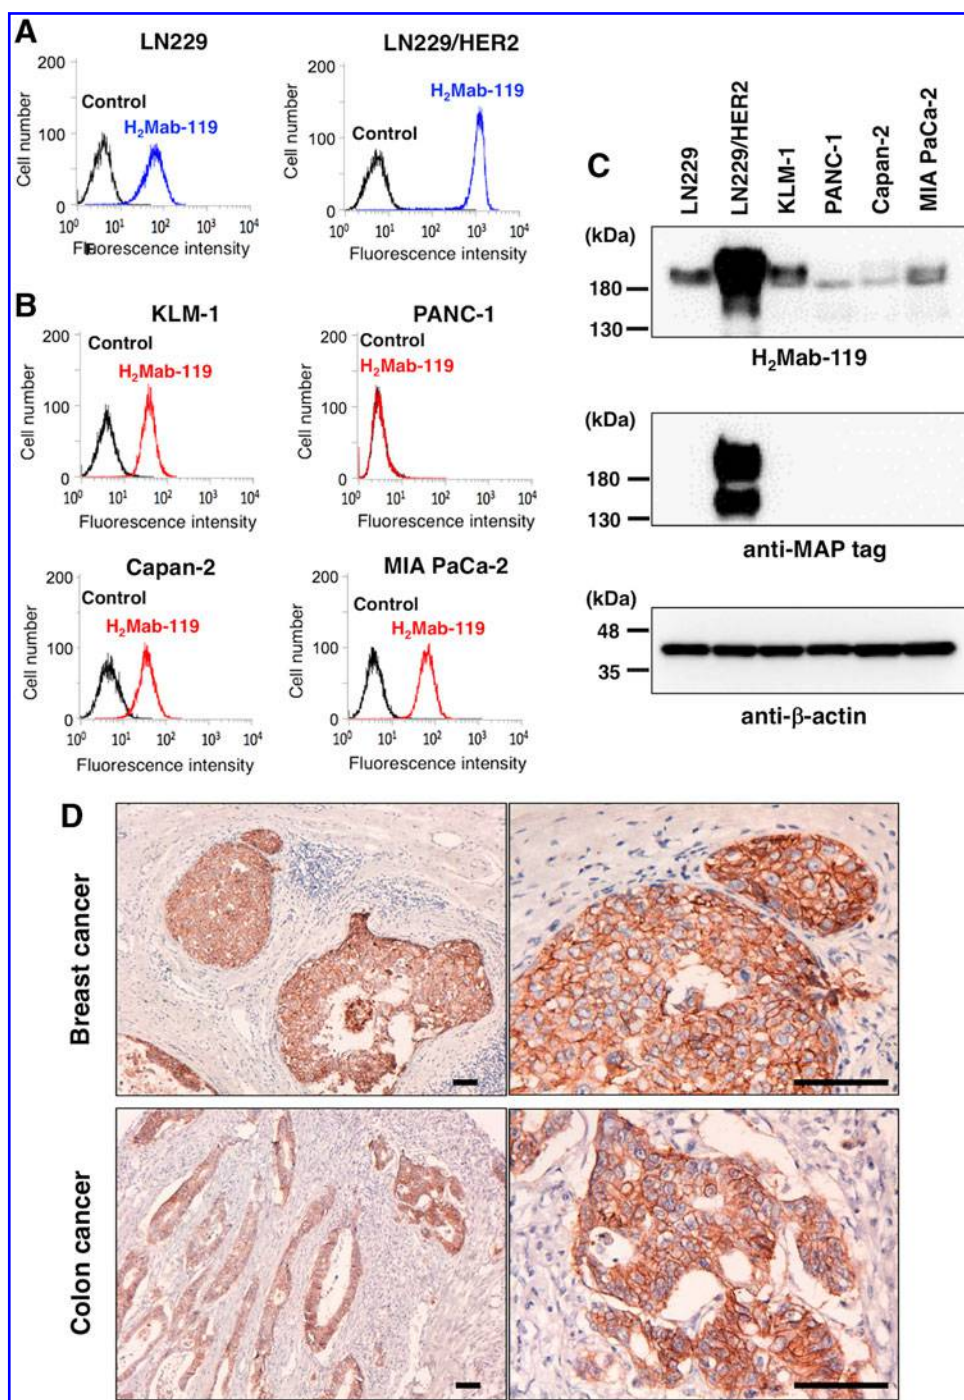 A
LN229
200
100
0
Cell number
Control
H₂Mab-119
10⁰ 10¹ 10² 10³ 10⁴
Fluorescence intensity
LN229/HER2
200
100
0
Cell number
Control
H₂Mab-119
10⁰ 10¹ 10² 10³ 10⁴
Fluorescence intensity
B
KLM-1
200
100
0
Cell number
Control
H₂Mab-119
10⁰ 10¹ 10² 10³ 10⁴
Fluorescence intensity
PANC-1
200
100
0
Cell number
Control
H₂Mab-119
10⁰ 10¹ 10² 10³ 10⁴
Fluorescence intensity
Capan-2
200
100
0
Cell number
Control
H₂Mab-119
10⁰ 10¹ 10² 10³ 10⁴
Fluorescence intensity
MIA PaCa-2
200
100
0
Cell number
Control
H₂Mab-119
10⁰ 10¹ 10² 10³ 10⁴
Fluorescence intensity
C
LN229
LN229/HER2
KLM-1
PANC-1
Capan-2
MIA PaCa-2
(kDa)
180
130
H₂Mab-119
(kDa)
180
130
anti-MAP tag
(kDa)
48
35
anti-β-actin
D
Breast cancer
Colon cancer